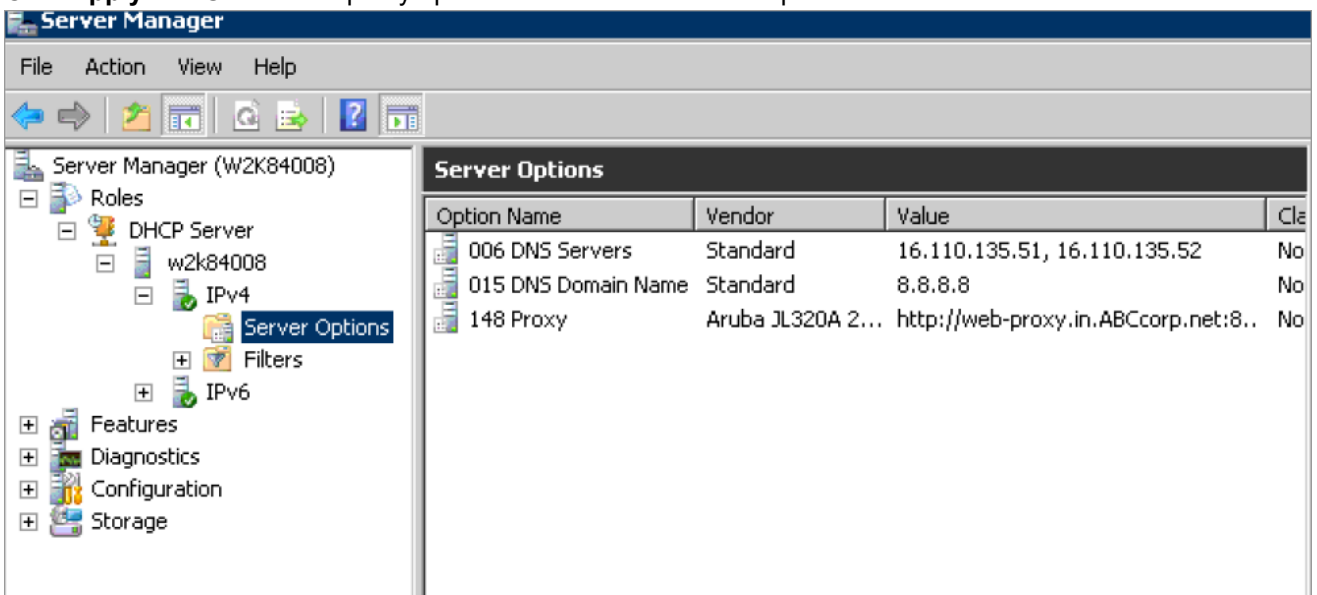 Server Manager
File Action View Help
Server Manager (W2K84008)
Roles
DHCP Server
w2k84008
IPv4
Server Options
Filters
IPv6
Features
Diagnostics
Configuration
Storage
Server Options
Option Name Vendor Value
006 DNS Servers Standard 16.110.135.51, 16.110.135.52 No
015 DNS Domain Name Standard 8.8.8.8 No
148 Proxy Aruba JL320A 2... http://web-proxy.in.ABCcorp.net:8.. No